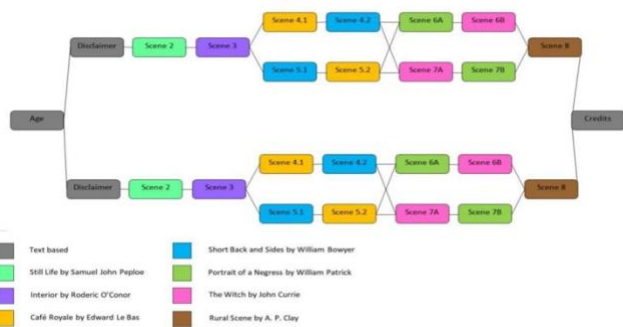 Scene 4.1 Scene 4.2 Scene 6A Scene 6B
Disclaimer Scene 2 Scene 3 Scene 8
Scene 5.1 Scene 5.2 Scene 7A Scene 7B
Age Credits
Scene 4.1 Scene 4.2 Scene 6A Scene 6B
Disclaimer Scene 2 Scene 3 Scene 8
Scene 5.1 Scene 5.2 Scene 7A Scene 7B
Text based
Short Back and Sides by William Bowyer
Still Life by Samuel John Peploe
Portrait of a Negress by William Patrick
Interior by Roderic O'Conor
The Witch by John Currie
Café Royale by Edward Le Bas
Rural Scene by A. P. Clay